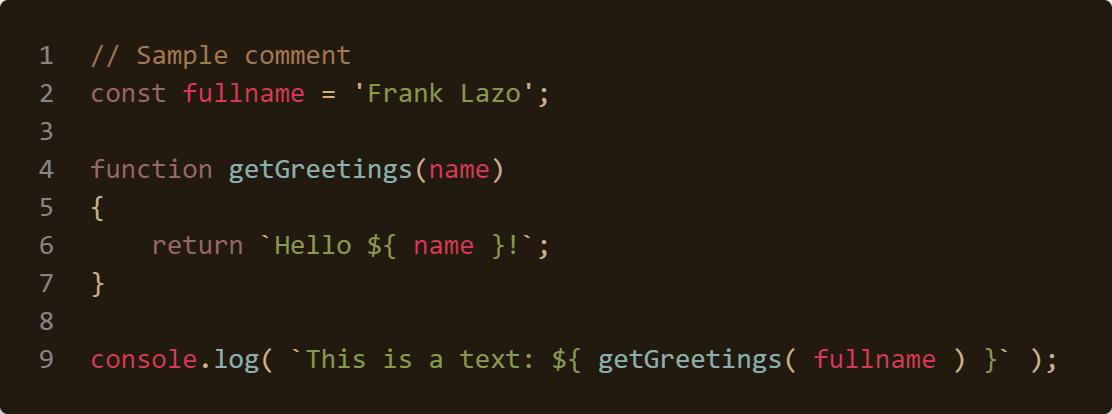 1 // Sample comment
2 const fullname = 'Frank Lazo';
3
4 function getGreetings(name)
5 {
6     return `Hello ${ name }!`;
7 }
8
9 console.log( `This is a text: ${ getGreetings( fullname ) }` );